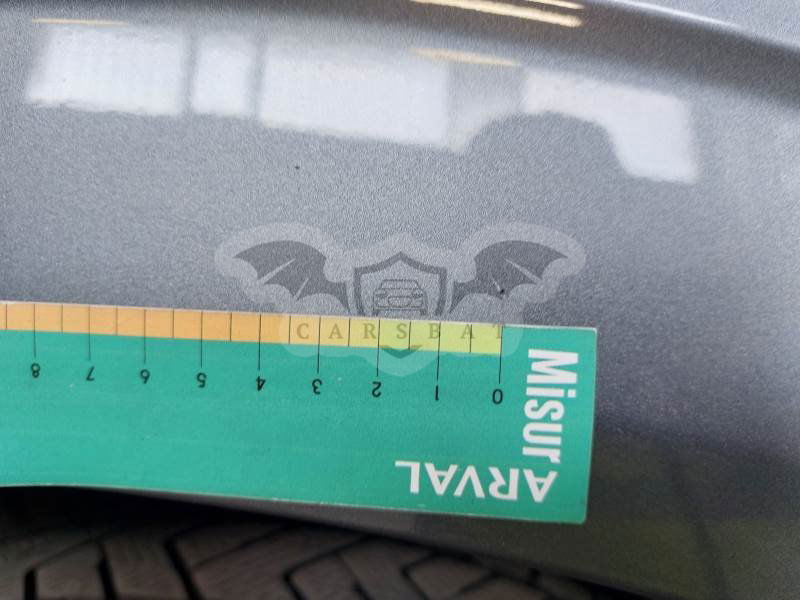 CARSBAT
8 7 6 5 4 3 2 1 0
Misur
ARVAL